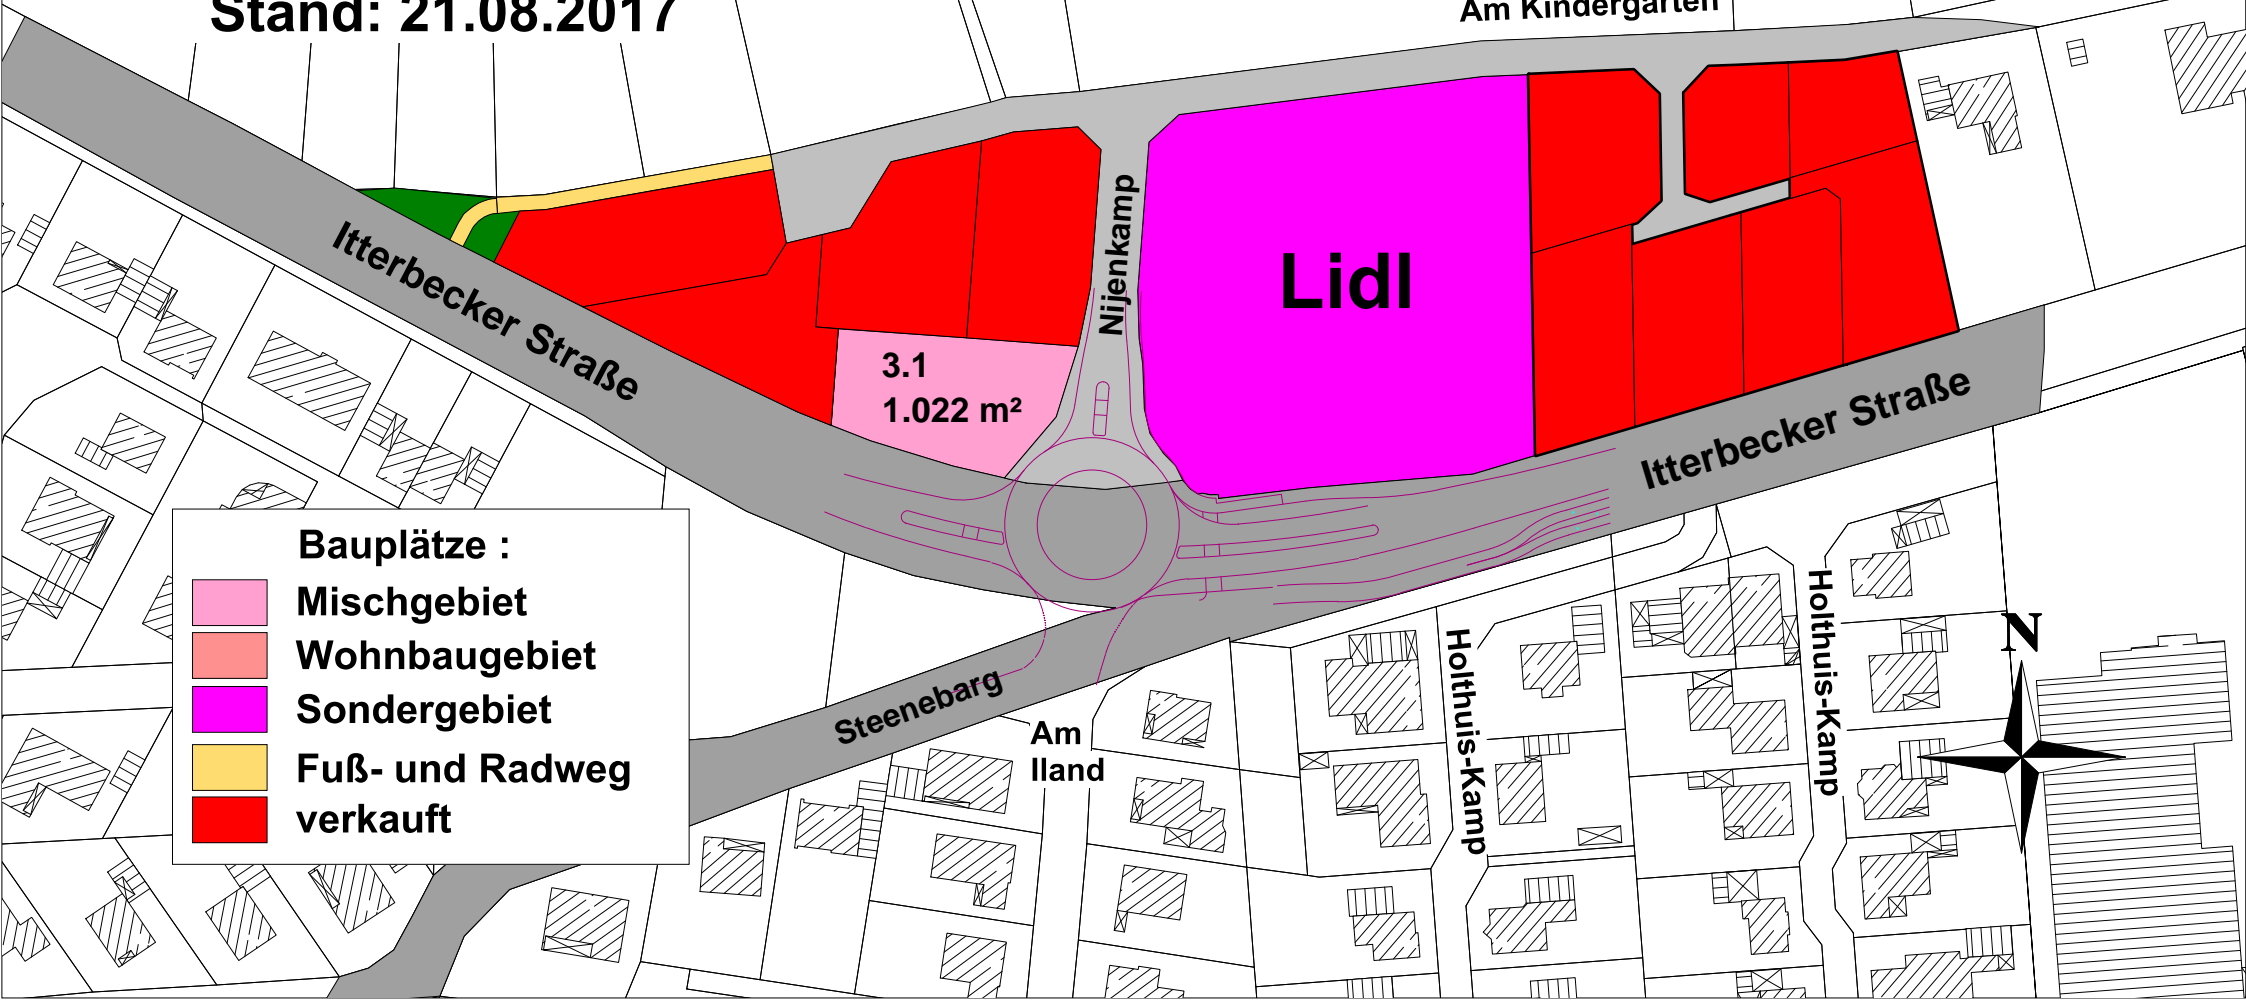 Stand: 21.08.2017
Am Kindergarten
Itterbecker Straße
Nijenkamp
Lidl
3.1
1.022 m²
Itterbecker Straße
Bauplätze :
Mischgebiet
Wohnbaugebiet
Sondergebiet
Fuß- und Radweg
verkauft
Steenebarg
Am
Iland
Holthuis-Kamp
Holthuis-Kamp
N